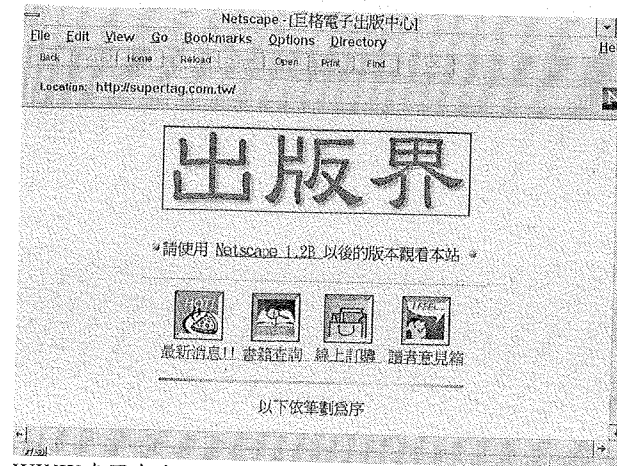 Netscape - [巨格電子出版中心]
File Edit View Go Bookmarks Options Directory He
Back Home Reload Open Print Find
Location: http://supertag.com.tw/
出版界
請使用 Netscape 1.2B 以後的版本觀看本站
最新消息!! 書籍查詢 線上訂購 讀者意見箱
以下依筆劃為序